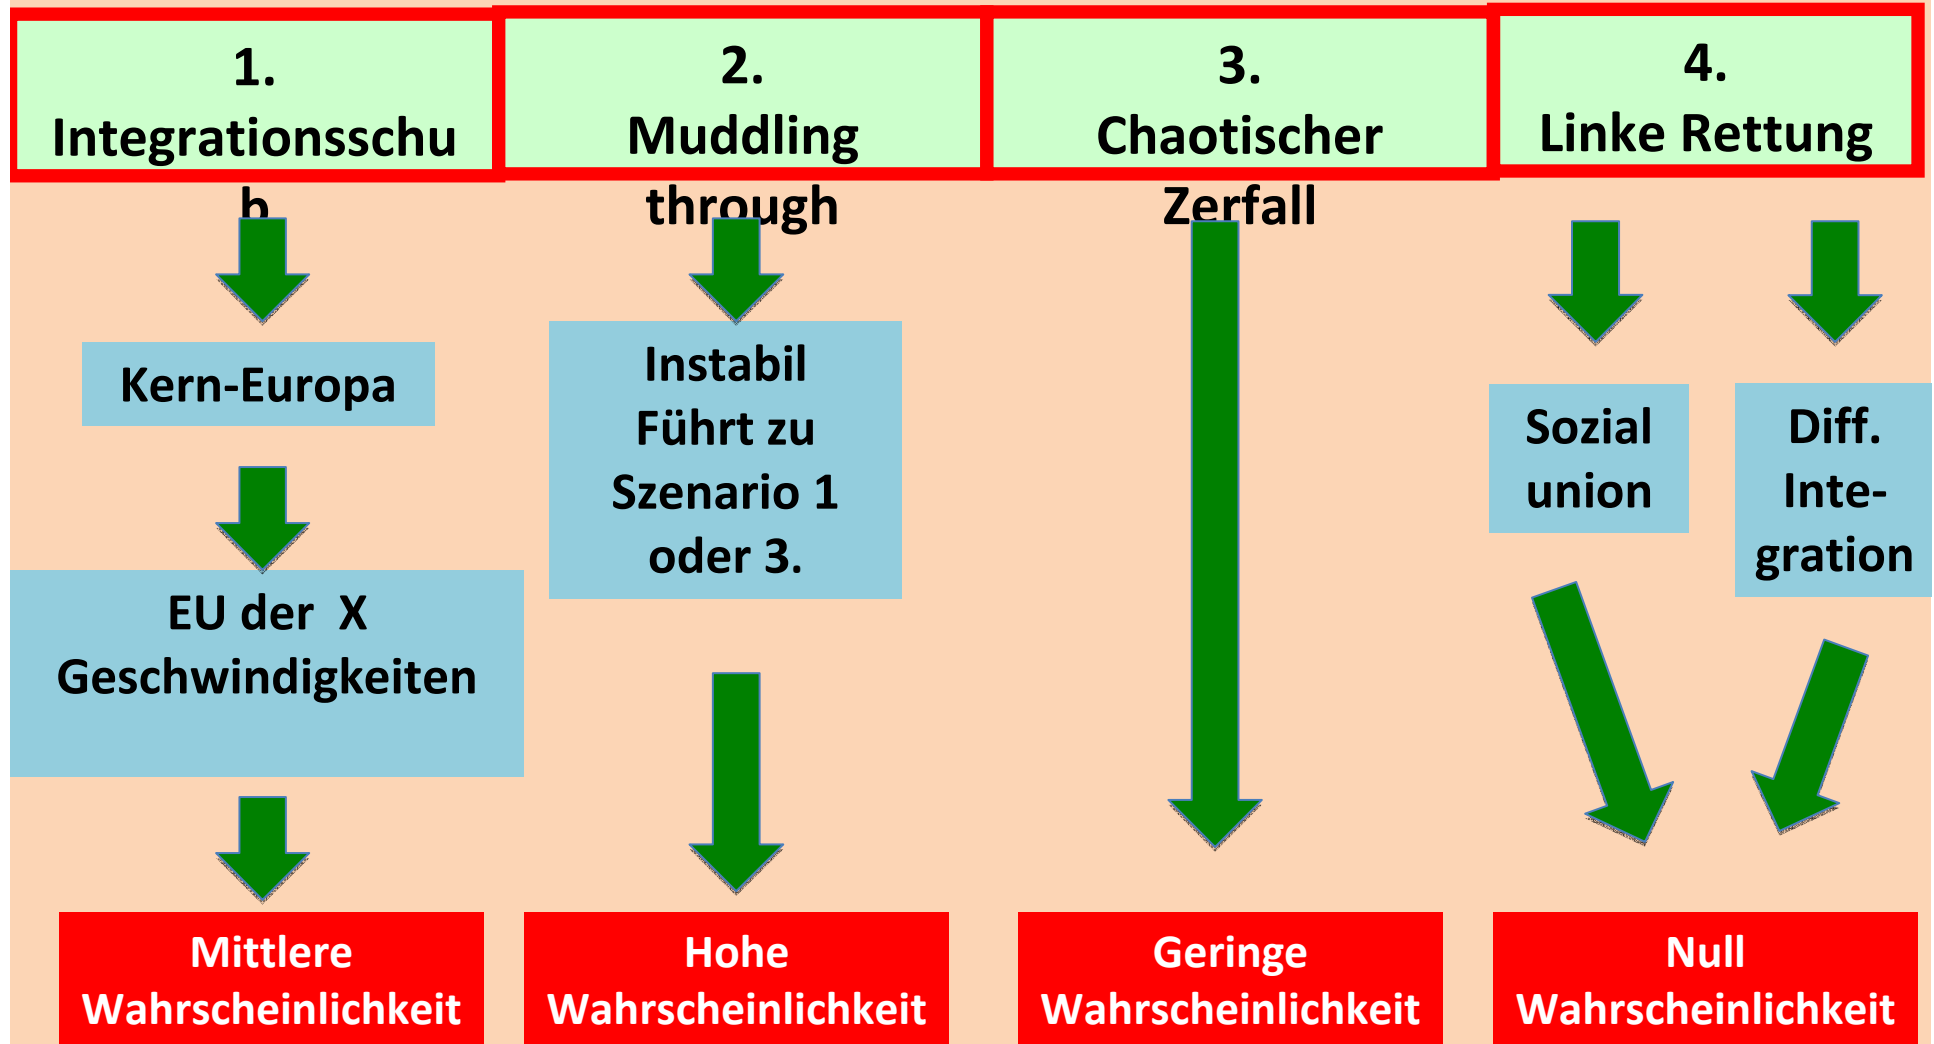 1.
Integrationsschu
b
2.
Muddling
through
3.
Chaotischer
Zerfall
4.
Linke Rettung
Kern-Europa
EU der X
Geschwindigkeiten
Instabil
Führt zu
Szenario 1
oder 3.
Sozial
union
Diff.
Inte-
gration
Mittlere
Wahrscheinlichkeit
Hohe
Wahrscheinlichkeit
Geringe
Wahrscheinlichkeit
Null
Wahrscheinlichkeit